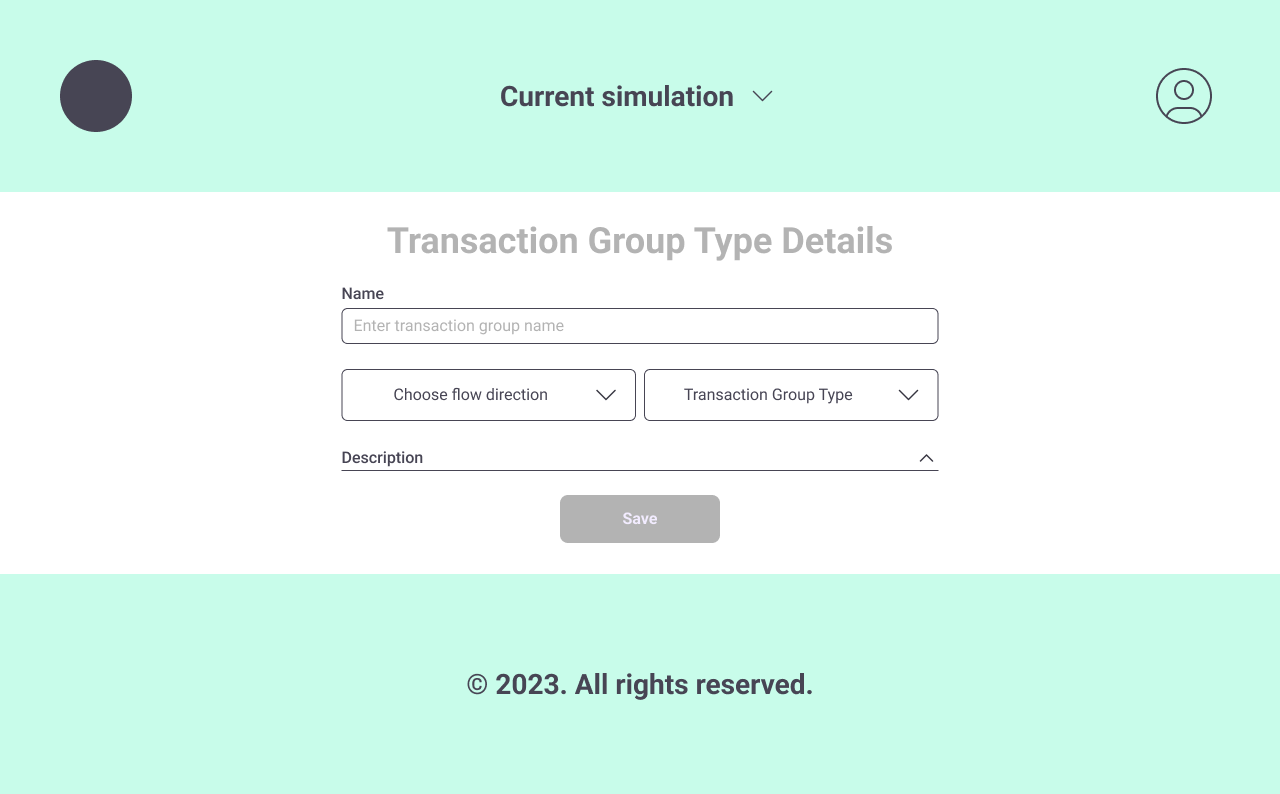 Current simulation
Transaction Group Type Details
Name
Enter transaction group name
Choose flow direction
Transaction Group Type
Description
Save
© 2023. All rights reserved.